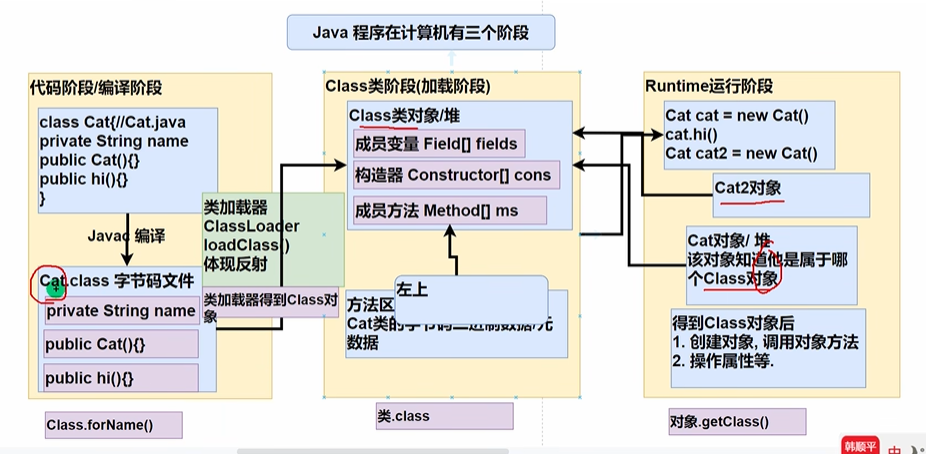 Java 程序在计算机有三个阶段
代码阶段/编译阶段
class Cat{//Cat.java
private String name
public Cat(){}
public hi(){}
}
Javac 编译
Cat.class 字节码文件
private String name
public Cat(){}
public hi(){}
Class.forName()
类加载器
ClassLoader
loadClass()
体现反射
类加载器得到Class对
象
Class类阶段(加载阶段)
Class类对象/堆
成员变量 Field[] fields
构造器 Constructor[] cons
成员方法 Method[] ms
左上
方法区
Cat类的字节码二进制数据/元
数据
类.class
Runtime运行阶段
Cat cat = new Cat()
cat.hi()
Cat cat2 = new Cat()
Cat2对象
Cat对象/ 堆
该对象知道他是属于哪
个Class对象
得到Class对象后
1. 创建对象, 调用对象方法
2. 操作属性等.
对象.getClass()
韩顺平
中